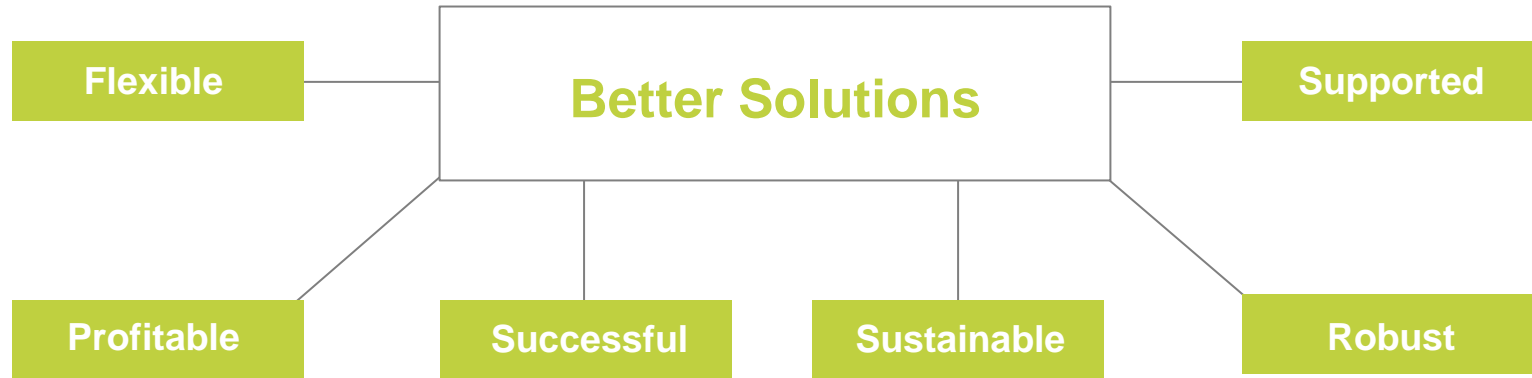 Flexible
Better Solutions
Supported
Profitable
Successful
Sustainable
Robust